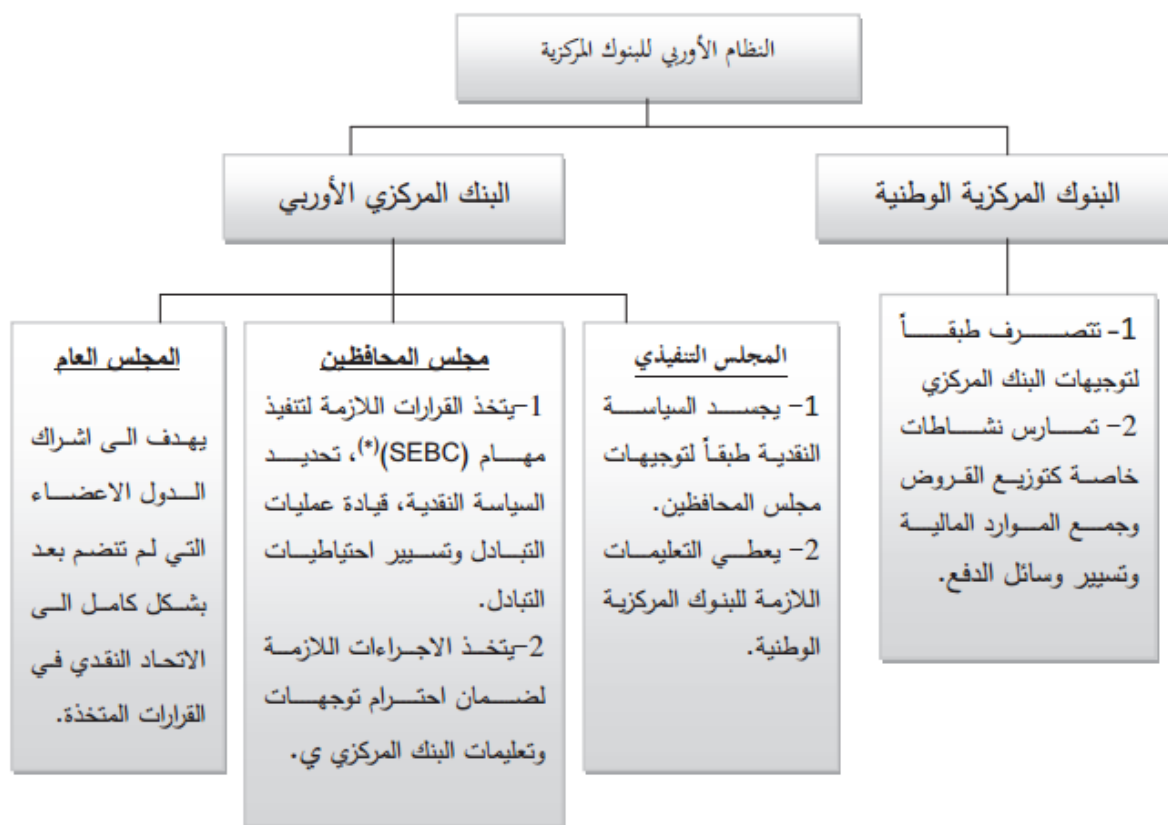 النظام الأوربي للبنوك المركزية
البنوك المركزية الوطنية
البنك المركزي الأوربي
1- تتصرف طبقاً
لتوجيهات البنك المركزي
2- تمارس نشاطات
خاصة كتوزيع القروض
وجمع الموارد المالية
وتسيير وسائل الدفع.
المجلس التنفيذي
1- يجسد السياسة
النقدية طبقاً لتوجيهات
مجلس المحافظين.
2- يعطي التعليمات
اللازمة للبنوك المركزية
الوطنية.
مجلس المحافظين
1-يتخذ القرارات اللازمة لتنفيذ
مهام (SEBC)(*)، تحديد
السياسة النقدية، قيادة عمليات
التبادل وتسيير احتياطيات
التبادل.
2-يتخذ الاجراءات اللازمة
لضمان احترام توجهات
وتعليمات البنك المركزي ي.
المجلس العام
يهدف الى اشراك
الدول الاعضاء
التي لم تنضم بعد
بشكل كامل الى
الاتحاد النقدي في
القرارات المتخذة.